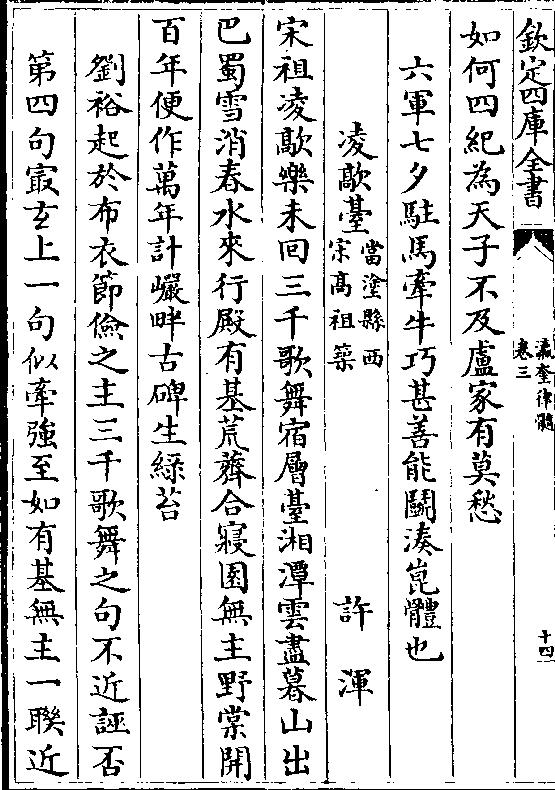 欽定四庫全書
瀛奎律髓
卷三
十四
如何四紀為天子不及盧家有莫愁
六軍七夕駐馬牽牛巧甚善能鬭湊崑體也
凌歊臺
當塗縣西
宋高祖築
許渾
宋祖凌歊樂未回三千歌舞宿層臺湘潭雲盡暮山出
巴蜀雪消春水來行殿有基荒薺合寢園無主野棠開
百年便作萬年計巖畔古碑生綠苔
劉裕起於布衣節儉之主三千歌舞之句不近誣否
第四句㝡玄上一句似牽強至如有基無主一聯近